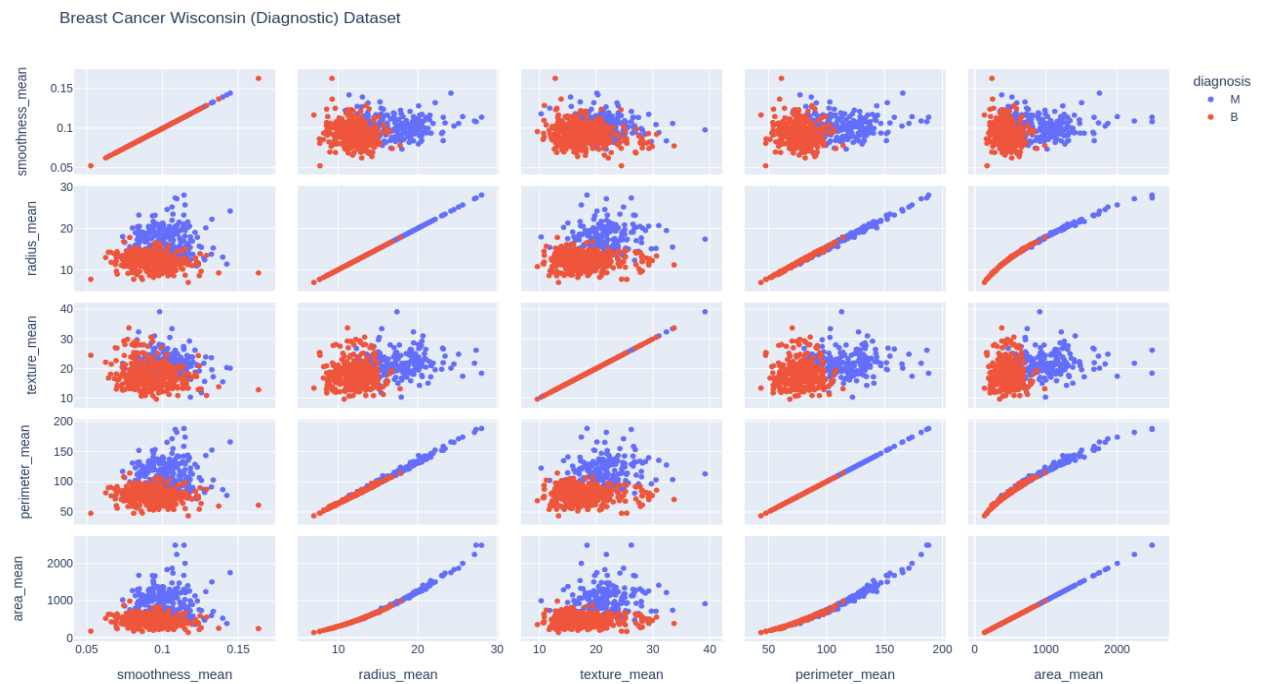 Breast Cancer Wisconsin (Diagnostic) Dataset
diagnosis
M
B
smoothness_mean
0.15
0.1
0.05
radius_mean
30
20
10
texture_mean
40
30
20
10
perimeter_mean
200
150
100
50
area_mean
2000
1000
0
0.05 0.1 0.15
10 20 30
10 20 30 40
50 100 150 200
0 1000 2000
smoothness_mean
radius_mean
texture_mean
perimeter_mean
area_mean